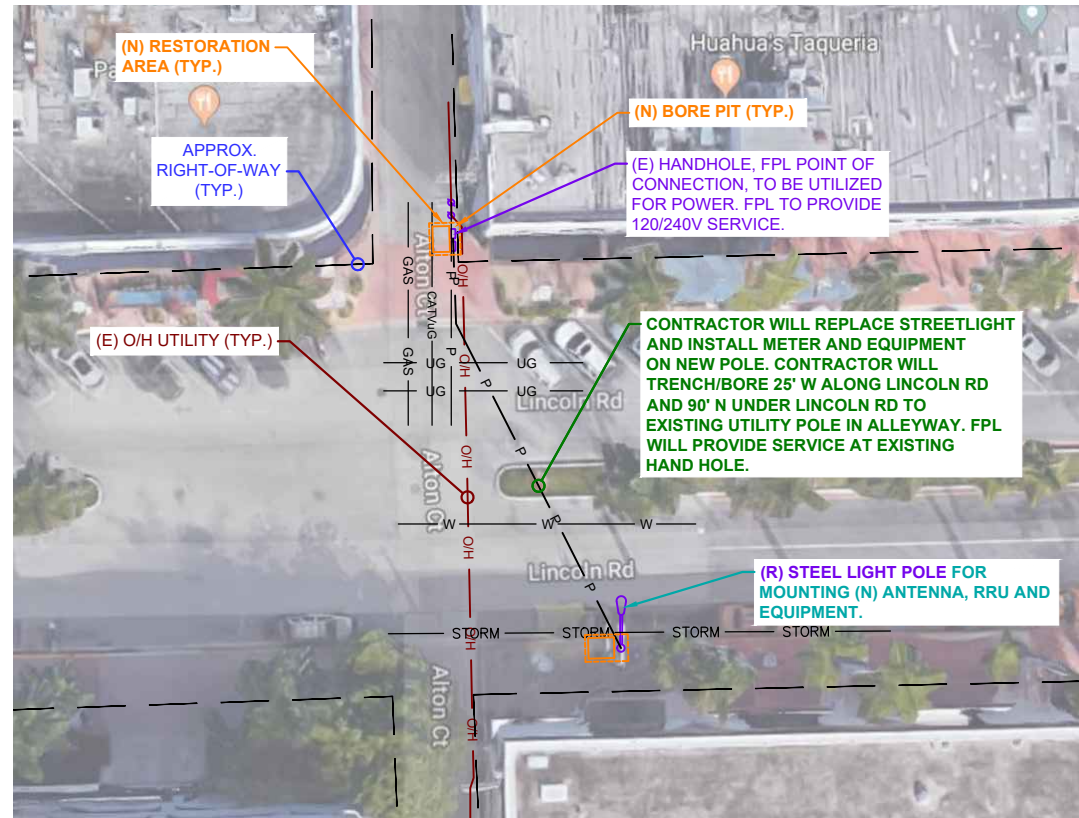 Huahua's Taqueria
(N) RESTORATION
AREA (TYP.)
Pa
(N) BORE PIT (TYP.)
APPROX.
RIGHT-OF-WAY
(TYP.)
(E) HANDHOLE, FPL POINT OF
CONNECTION, TO BE UTILIZED
FOR POWER. FPL TO PROVIDE
120/240V SERVICE.
Alton Ct
GAS
CATVuG
P
O/H
(E) O/H UTILITY (TYP.)
GAS
UG
P
O/H
UG
UG
UG
P
Lincoln Rd
CONTRACTOR WILL REPLACE STREETLIGHT
AND INSTALL METER AND EQUIPMENT
ON NEW POLE. CONTRACTOR WILL
TRENCH/BORE 25' W ALONG LINCOLN RD
AND 90' N UNDER LINCOLN RD TO
EXISTING UTILITY POLE IN ALLEYWAY. FPL
WILL PROVIDE SERVICE AT EXISTING
HAND HOLE.
Alton Ct
O/H
P
W
W
W
P
O/H
Lincoln Rd
P
(R) STEEL LIGHT POLE FOR
MOUNTING (N) ANTENNA, RRU AND
EQUIPMENT.
STORM
STORM
STORM
STORM
O/H
Alton Ct
O/H